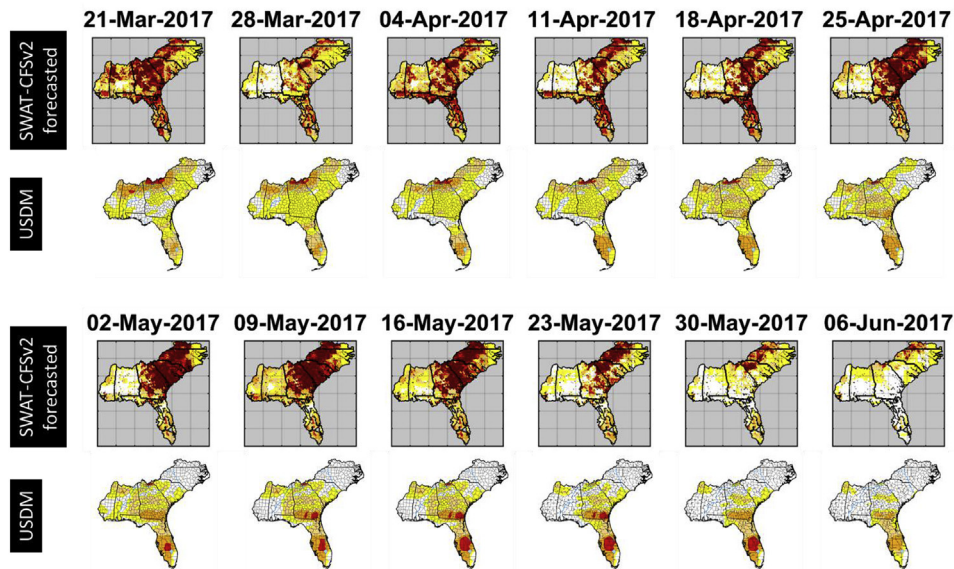 21-Mar-2017 28-Mar-2017 04-Apr-2017 11-Apr-2017 18-Apr-2017 25-Apr-2017
SWAT-CFSv2
forecasted
USDM
02-May-2017 09-May-2017 16-May-2017 23-May-2017 30-May-2017 06-Jun-2017
SWAT-CFSv2
forecasted
USDM